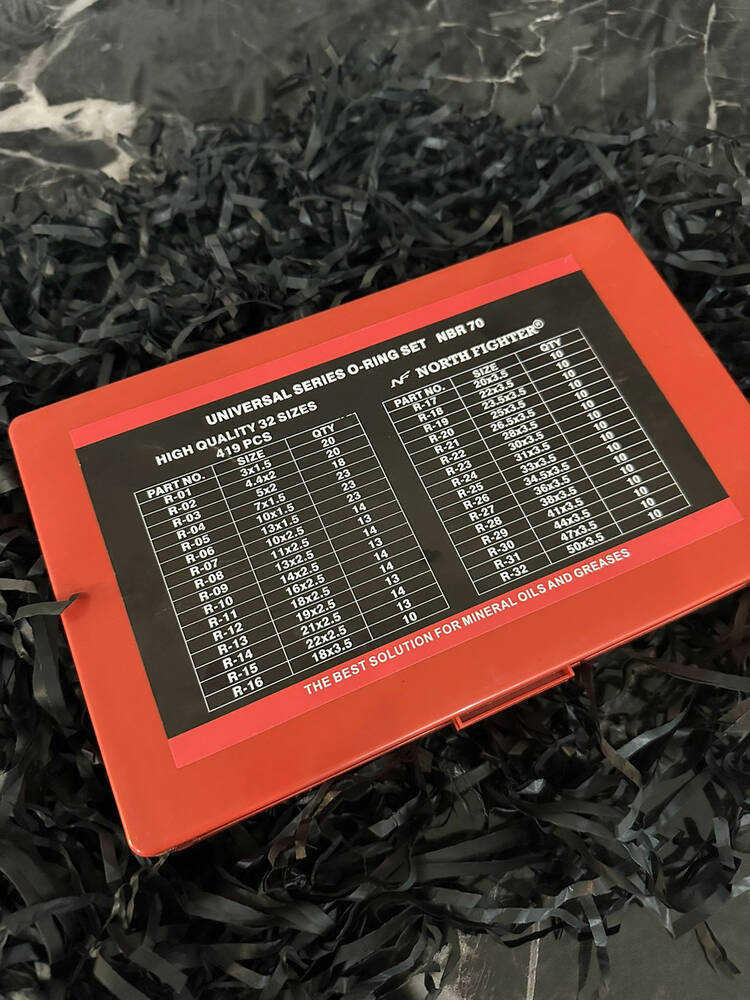 UNIVERSAL SERIES O-RING SET NBR 70
HIGH QUALITY 32 SIZES
419 PCS
PART NO. SIZE QTY
R-01 3x1.5 20
R-02 4.4x2 20
R-03 5x2 18
R-04 7x1.5 23
R-05 10x1.5 23
R-06 13x1.5 23
R-07 10x2.5 14
R-08 11x2.5 13
R-09 13x2.5 14
R-10 14x2.5 13
R-11 16x2.5 14
R-12 18x2.5 14
R-13 19x2.5 13
R-14 21x2.5 14
R-15 22x2.5 13
R-16 18x3.5 10
NF NORTH FIGHTER®
PART NO. SIZE QTY
R-17 20x3.5 10
R-18 22x3.5 10
R-19 23.5x3.5 10
R-20 25x3.5 10
R-21 26.5x3.5 10
R-22 28x3.5 10
R-23 30x3.5 10
R-24 31x3.5 10
R-25 33x3.5 10
R-26 34.5x3.5 10
R-27 36x3.5 10
R-28 38x3.5 10
R-29 41x3.5 10
R-30 44x3.5 10
R-31 47x3.5 10
R-32 50x3.5 10
THE BEST SOLUTION FOR MINERAL OILS AND GREASES